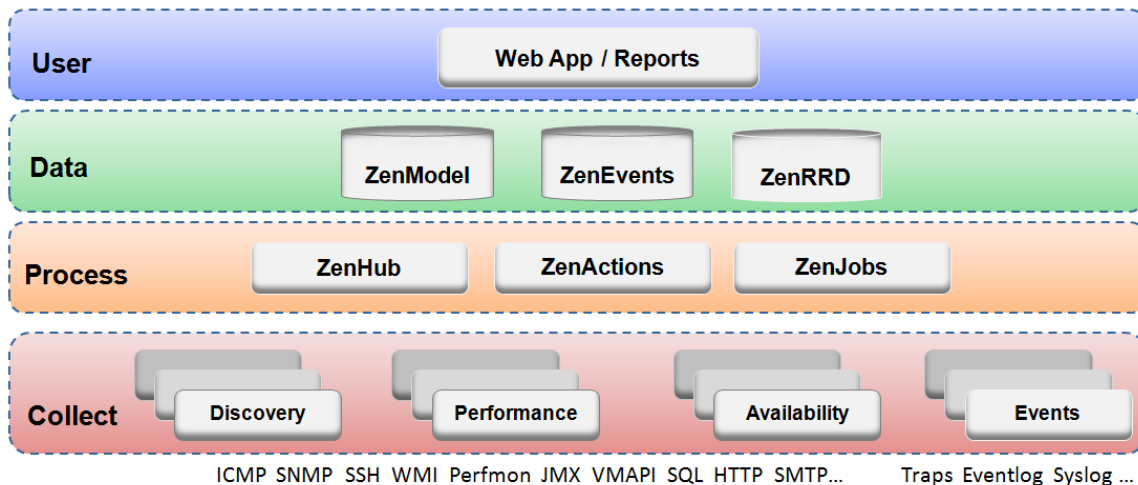 User
Web App / Reports
Data
ZenModel ZenEvents ZenRRD
Process
ZenHub ZenActions ZenJobs
Collect
Discovery Performance Availability Events
ICMP SNMP SSH WMI Perfmon JMX VMAPI SQL HTTP SMTP... Traps Eventlog Syslog ...